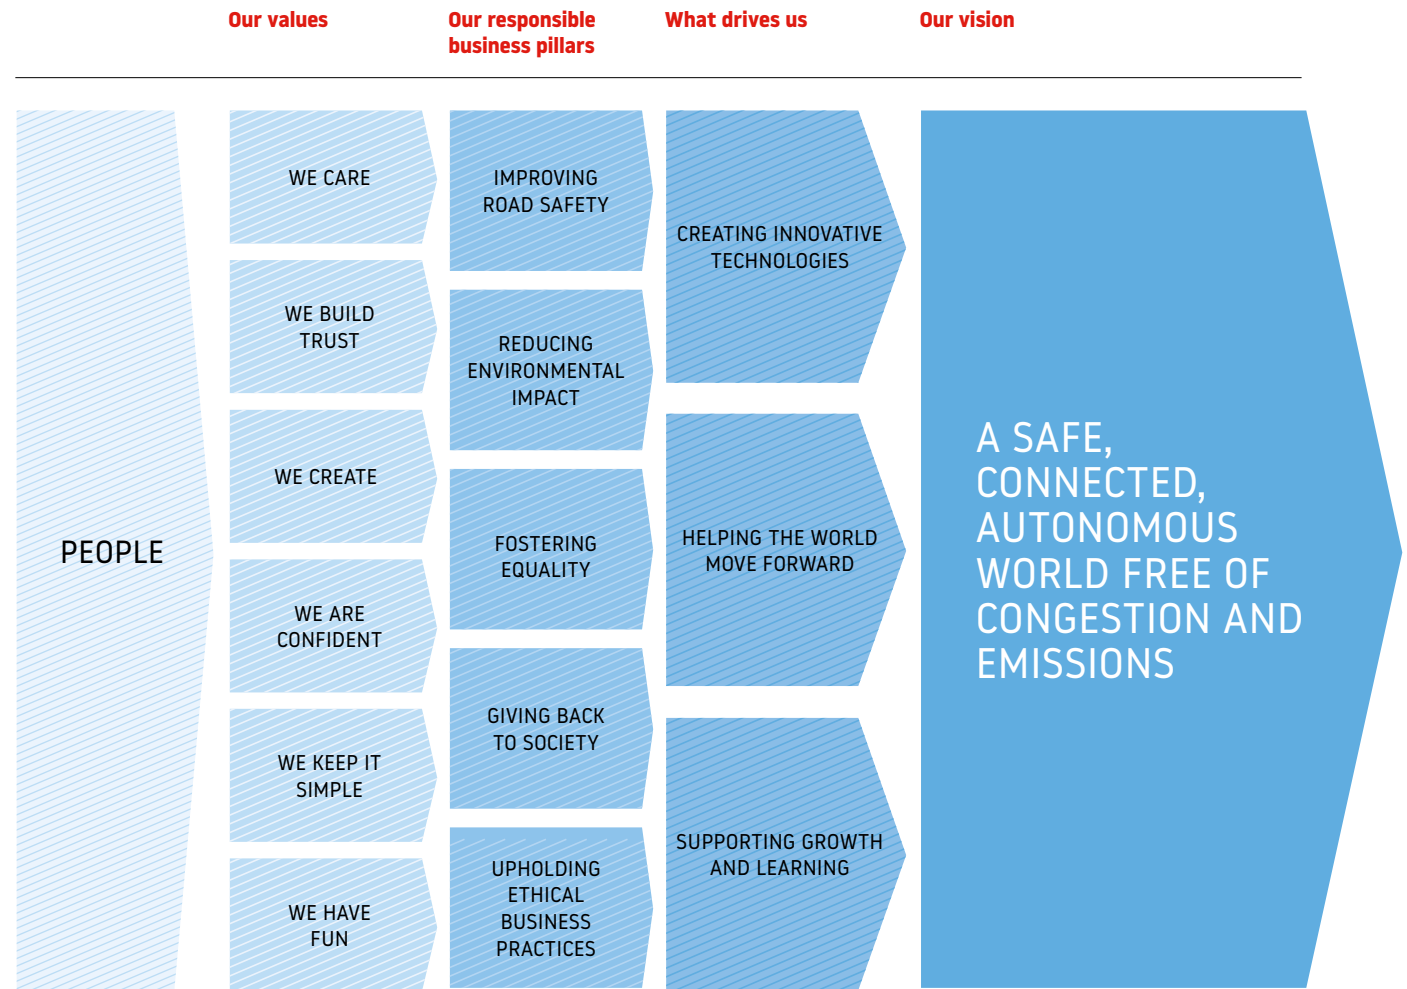 Our values
Our responsible
business pillars
What drives us
Our vision
PEOPLE
WE CARE
WE BUILD
TRUST
WE CREATE
WE ARE
CONFIDENT
WE KEEP IT
SIMPLE
WE HAVE
FUN
IMPROVING
ROAD SAFETY
REDUCING
ENVIRONMENTAL
IMPACT
FOSTERING
EQUALITY
GIVING BACK
TO SOCIETY
UPHOLDING
ETHICAL
BUSINESS
PRACTICES
CREATING INNOVATIVE
TECHNOLOGIES
HELPING THE WORLD
MOVE FORWARD
SUPPORTING GROWTH
AND LEARNING
A SAFE,
CONNECTED,
AUTONOMOUS
WORLD FREE OF
CONGESTION AND
EMISSIONS